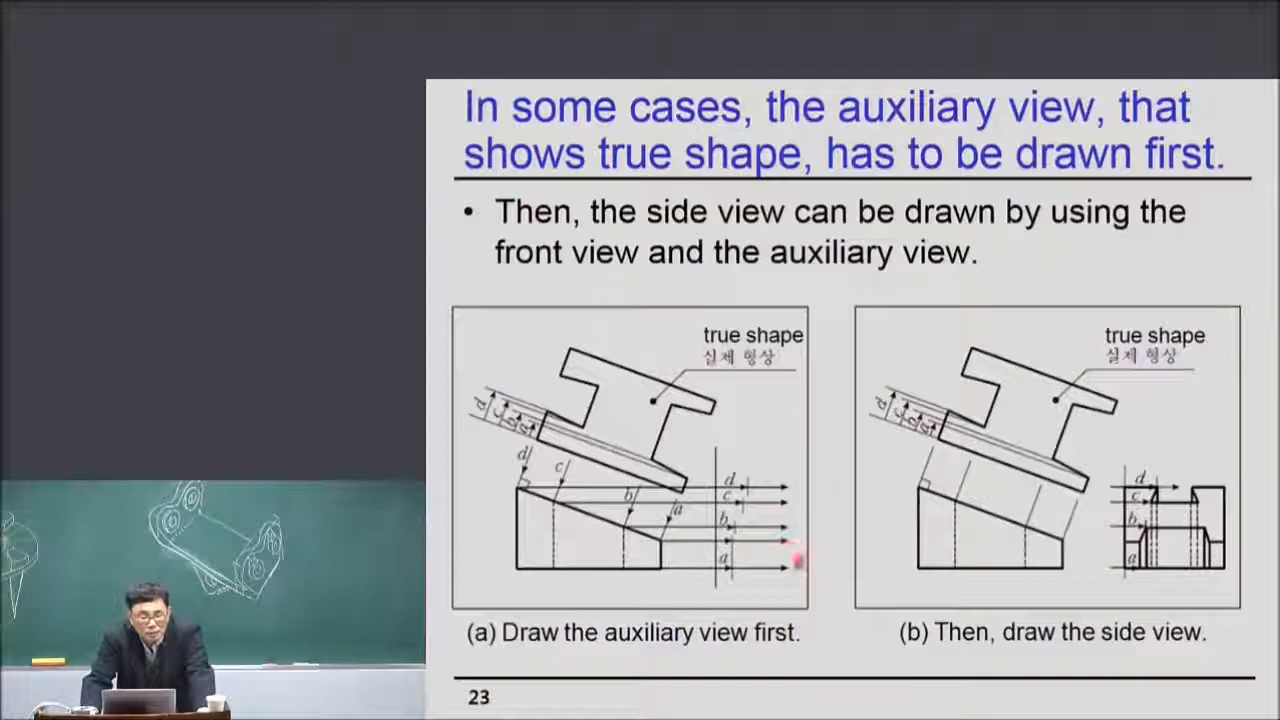 In some cases, the auxiliary view, that
shows true shape, has to be drawn first.
• Then, the side view can be drawn by using the
front view and the auxiliary view.
true shape
실제 형상
d
c
b
a
d
c
b
a
d
c
b
a
true shape
실제 형상
d
c
b
a
d
c
b
a
(a) Draw the auxiliary view first.
(b) Then, draw the side view.
23